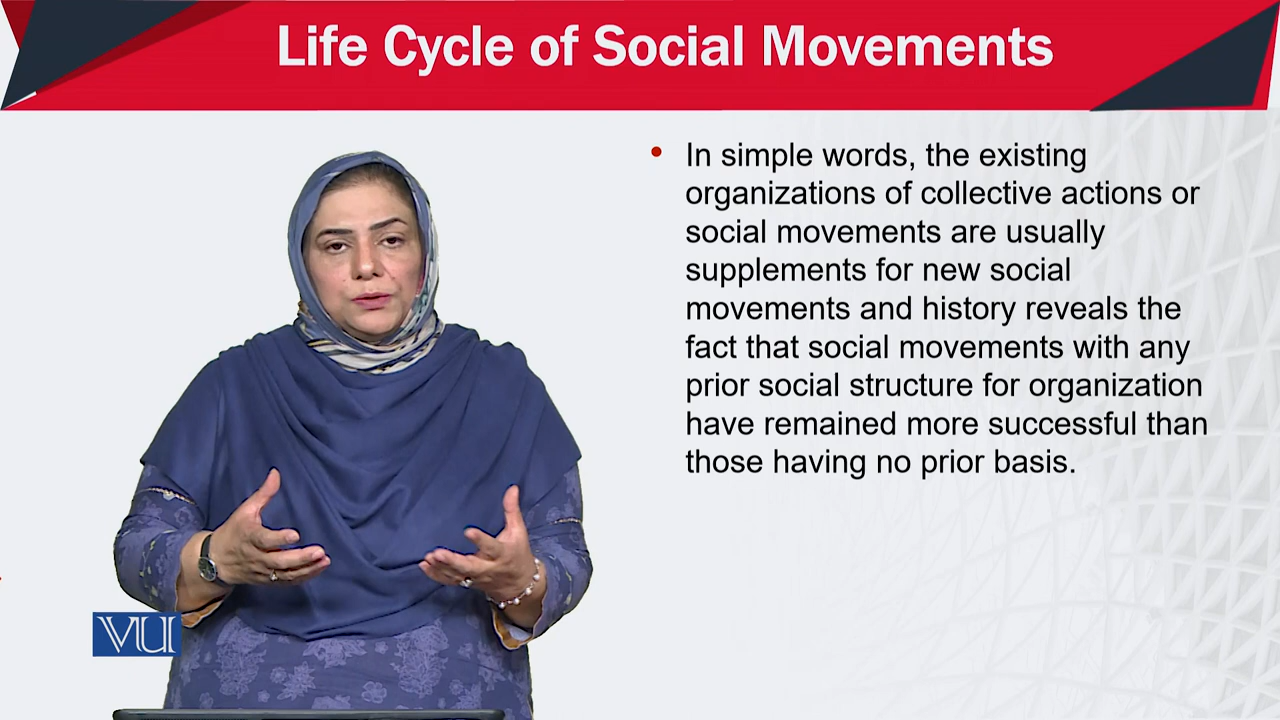 Life Cycle of Social Movements
• In simple words, the existing
organizations of collective actions or
social movements are usually
supplements for new social
movements and history reveals the
fact that social movements with any
prior social structure for organization
have remained more successful than
those having no prior basis.
VU